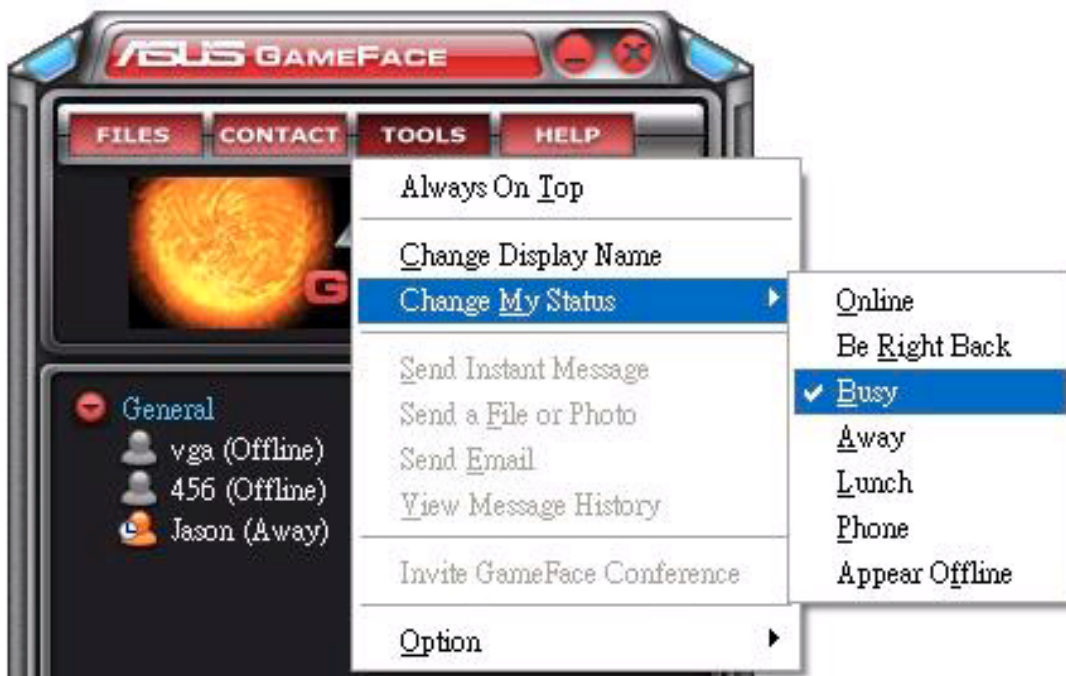 ASUS GAMEFACE
FILES CONTACT TOOLS HELP
Always On Top
Change Display Name
Change My Status
Send Instant Message
Send a File or Photo
Send Email
View Message History
Invite GameFace Conference
Option
Online
Be Right Back
Busy
Away
Lunch
Phone
Appear Offline
G
General
vga (Offline)
456 (Offline)
Jason (Away)